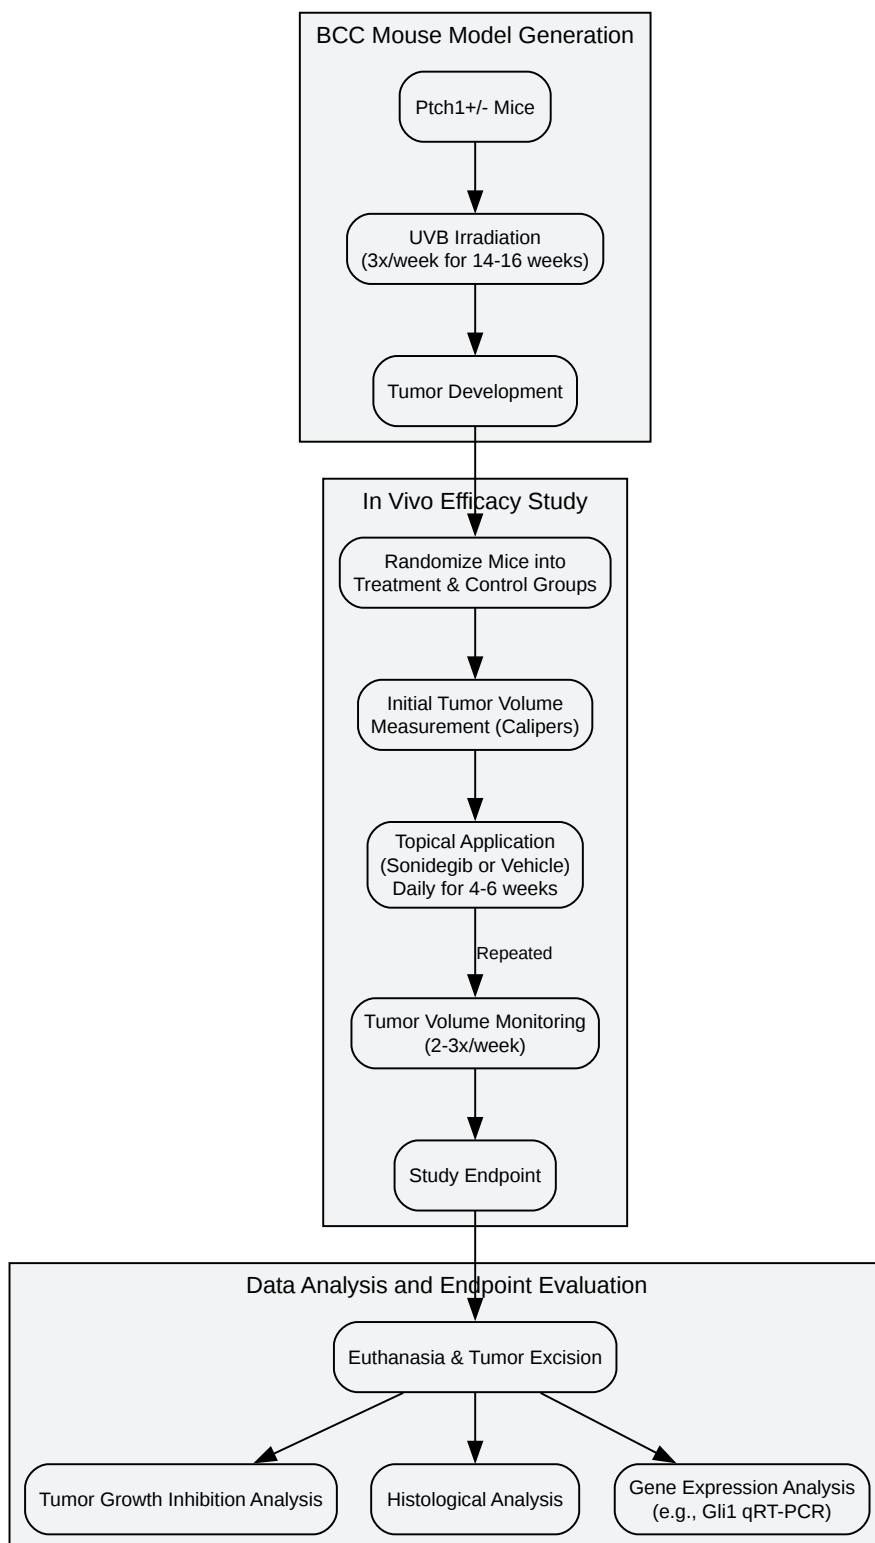 BCC Mouse Model Generation
Ptch1+/- Mice
UVB Irradiation
(3x/week for 14-16 weeks)
Tumor Development
In Vivo Efficacy Study
Randomize Mice into
Treatment & Control Groups
Initial Tumor Volume
Measurement (Calipers)
Topical Application
(Sonidegib or Vehicle)
Daily for 4-6 weeks
Repeated
Tumor Volume Monitoring
(2-3x/week)
Study Endpoint
Data Analysis and Endpoint Evaluation
Euthanasia & Tumor Excision
Tumor Growth Inhibition Analysis
Histological Analysis
Gene Expression Analysis
(e.g., Gli1 qRT-PCR)